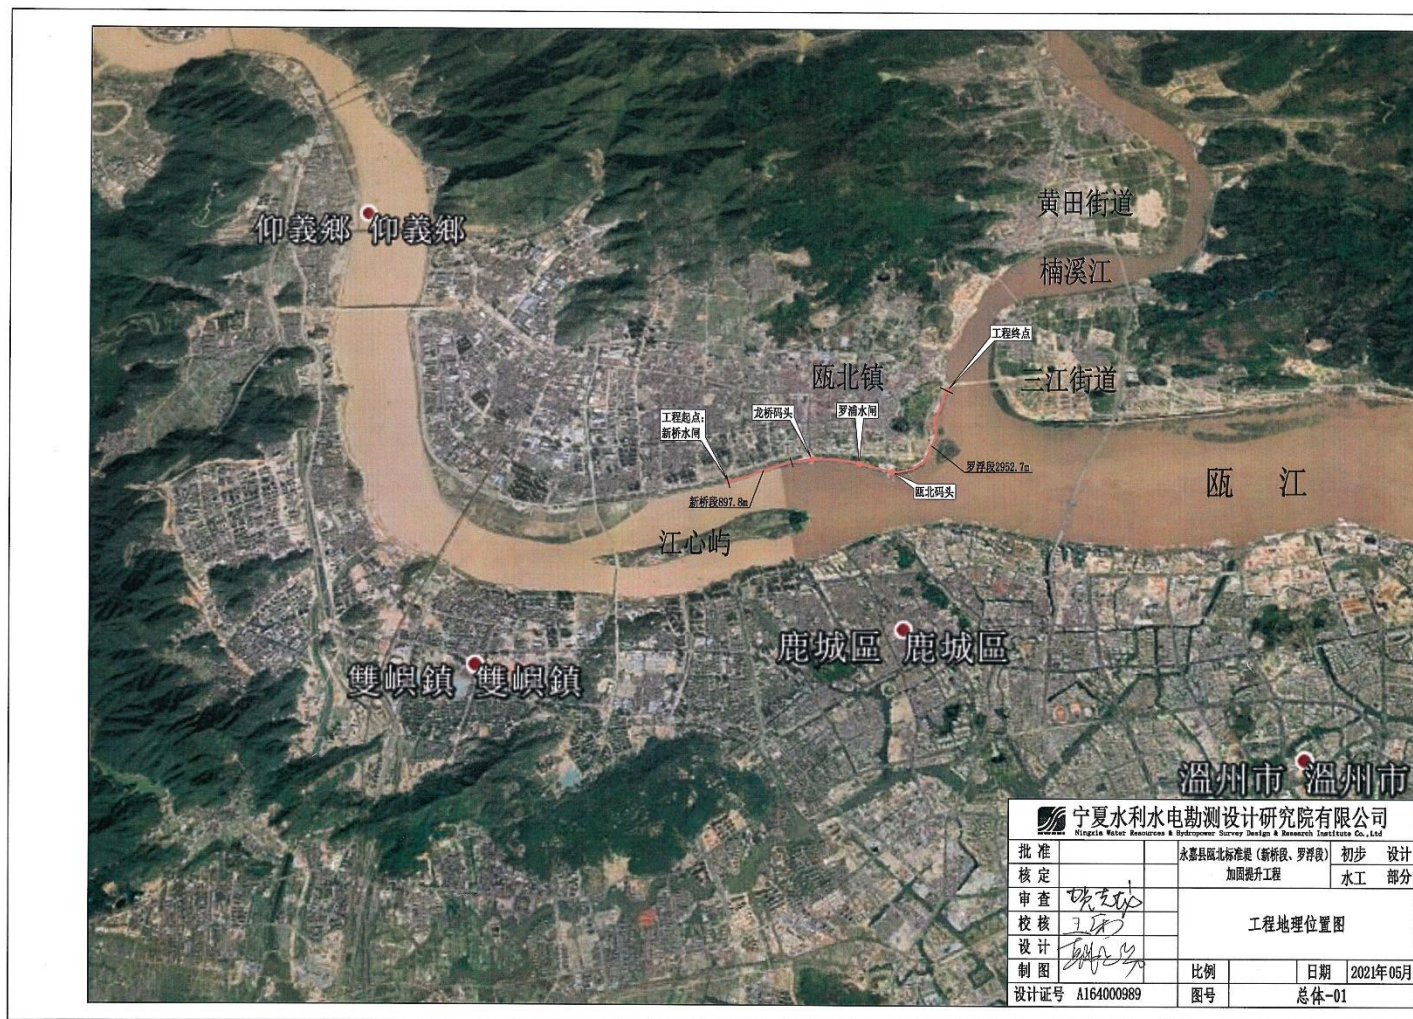 仰義鄉 仰義鄉
黄田街道
楠溪江
工程终点
瓯北镇
三江街道
工程起点:
新桥水闸
龙桥码头
罗浦水闸
罗浮段2952.7m
瓯北码头
新桥段897.8m
瓯 江
江心屿
鹿城區 鹿城區
雙嶼鎮 雙嶼鎮
溫州市 溫州市
宁夏水利水电勘测设计研究院有限公司
Ningxia Water Resources & Hydropower Survey Design & Research Institute Co.,Ltd
批 准
永嘉县瓯北标准堤(新桥段、罗浮段)
加固提升工程
初步 设计
核 定
水工 部分
审 查
校 核
工程地理位置图
设 计
制 图
比例
日期
2021年05月
设计证号 A164000989
图号
总体-01